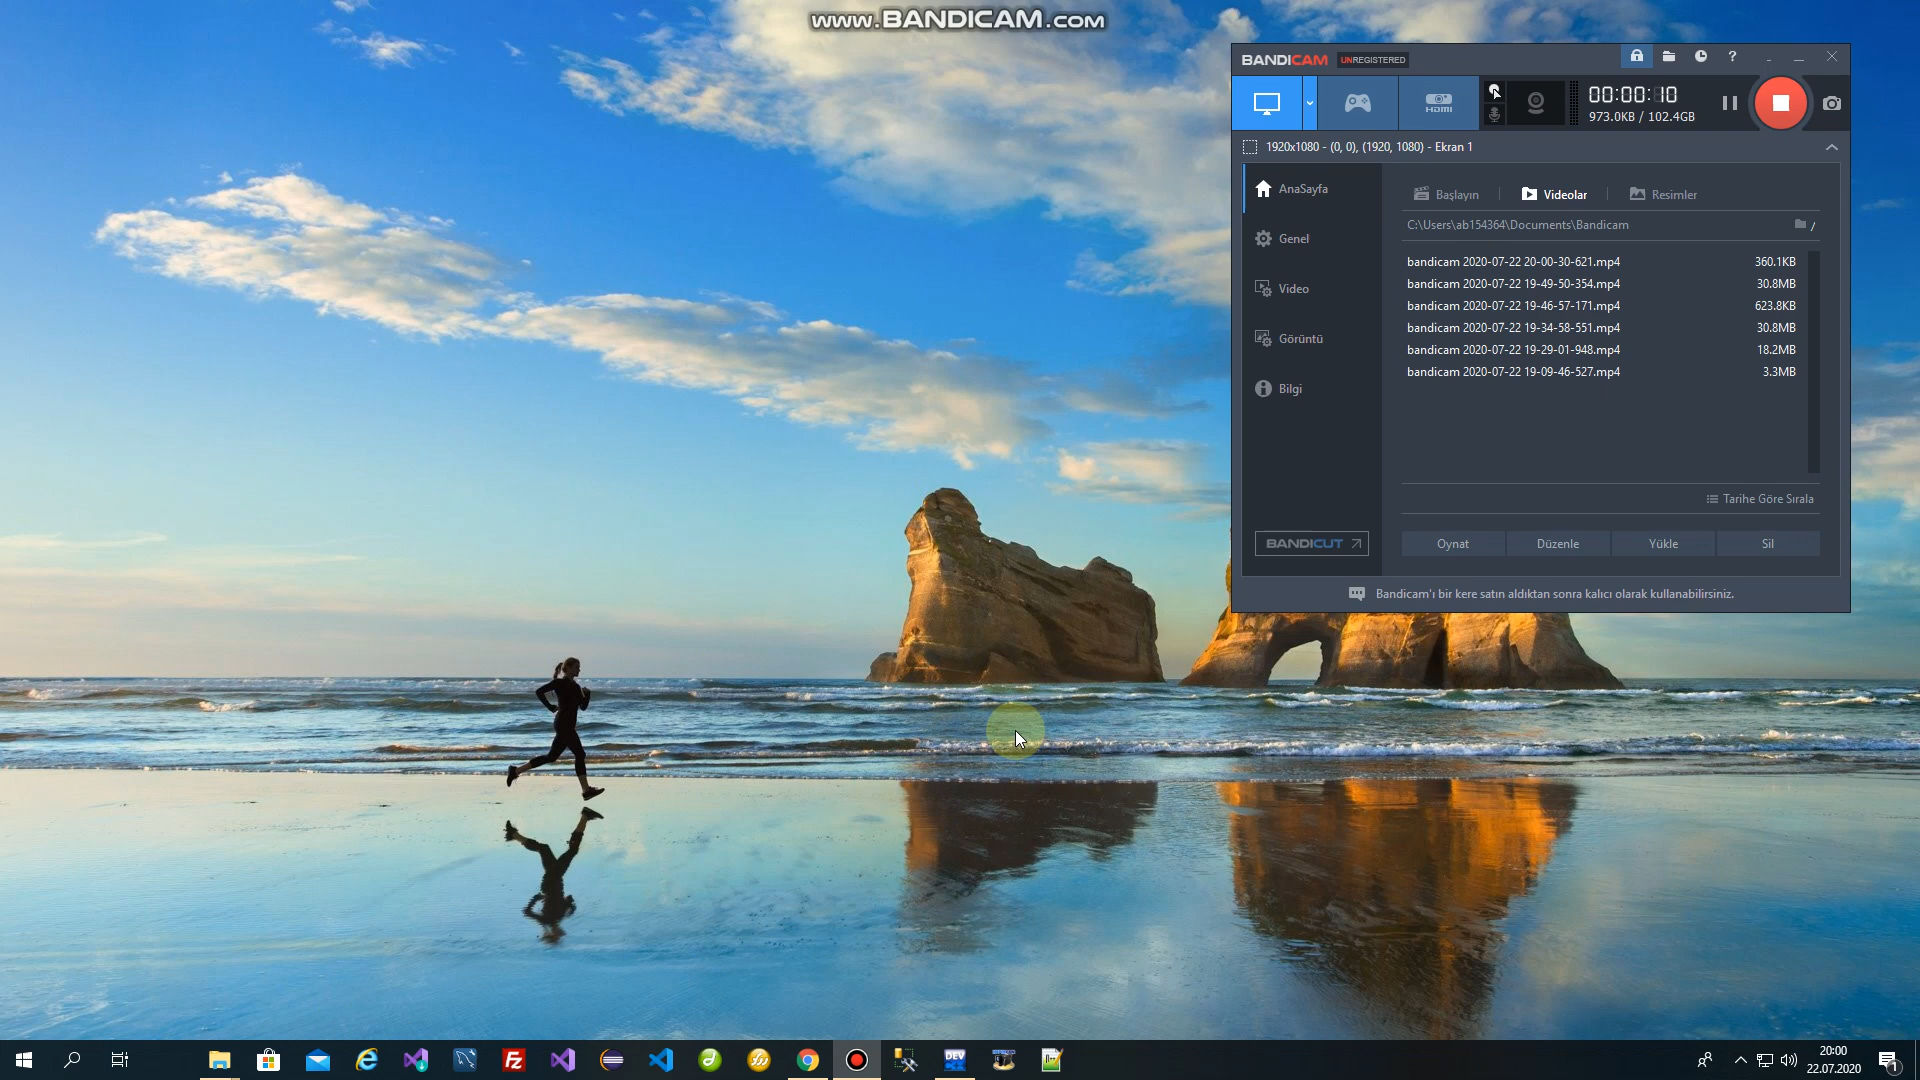 www.BANDICAM.com
BANDICAM UNREGISTERED
?
HDMI
00:00:10
973.0KB / 102.4GB
1920x1080 - (0, 0), (1920, 1080) - Ekran 1
AnaSayfa
Genel
Video
Görüntü
Bilgi
BANDICUT
Başlayın
Videolar
Resimler
C:\Users\ab154364\Documents\Bandicam
/
bandicam 2020-07-22 20-00-30-621.mp4 360.1KB
bandicam 2020-07-22 19-49-50-354.mp4 30.8MB
bandicam 2020-07-22 19-46-57-171.mp4 623.8KB
bandicam 2020-07-22 19-34-58-551.mp4 30.8MB
bandicam 2020-07-22 19-29-01-948.mp4 18.2MB
bandicam 2020-07-22 19-09-46-527.mp4 3.3MB
Tarihe Göre Sırala
Oynat Düzenle Yükle Sil
Bandicam'ı bir kere satın aldıktan sonra kalıcı olarak kullanabilirsiniz.
Fz
DEV
20:00
22.07.2020
1